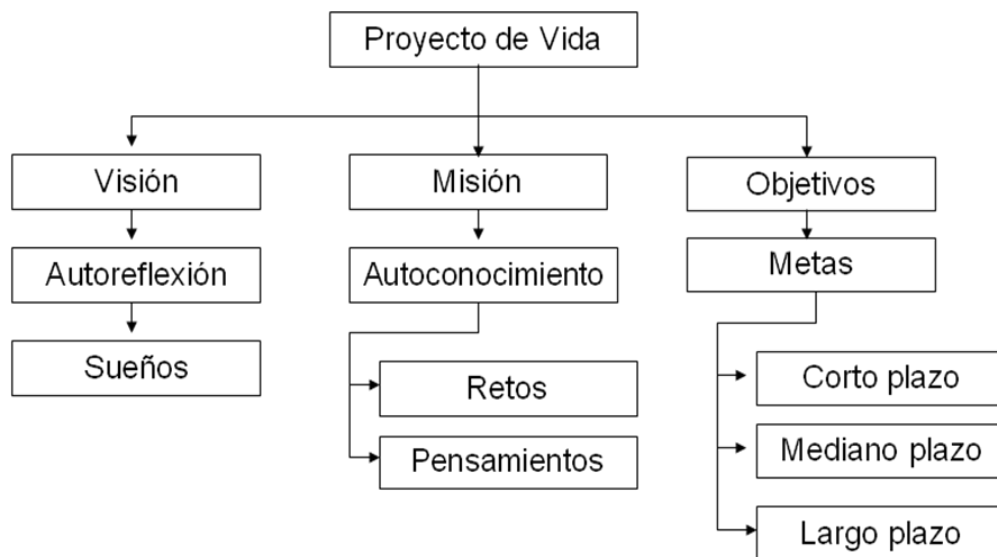 Proyecto de Vida
Visión
Misión
Objetivos
Autoreflexión
Autoconocimiento
Metas
Sueños
Retos
Corto plazo
Pensamientos
Mediano plazo
Largo plazo